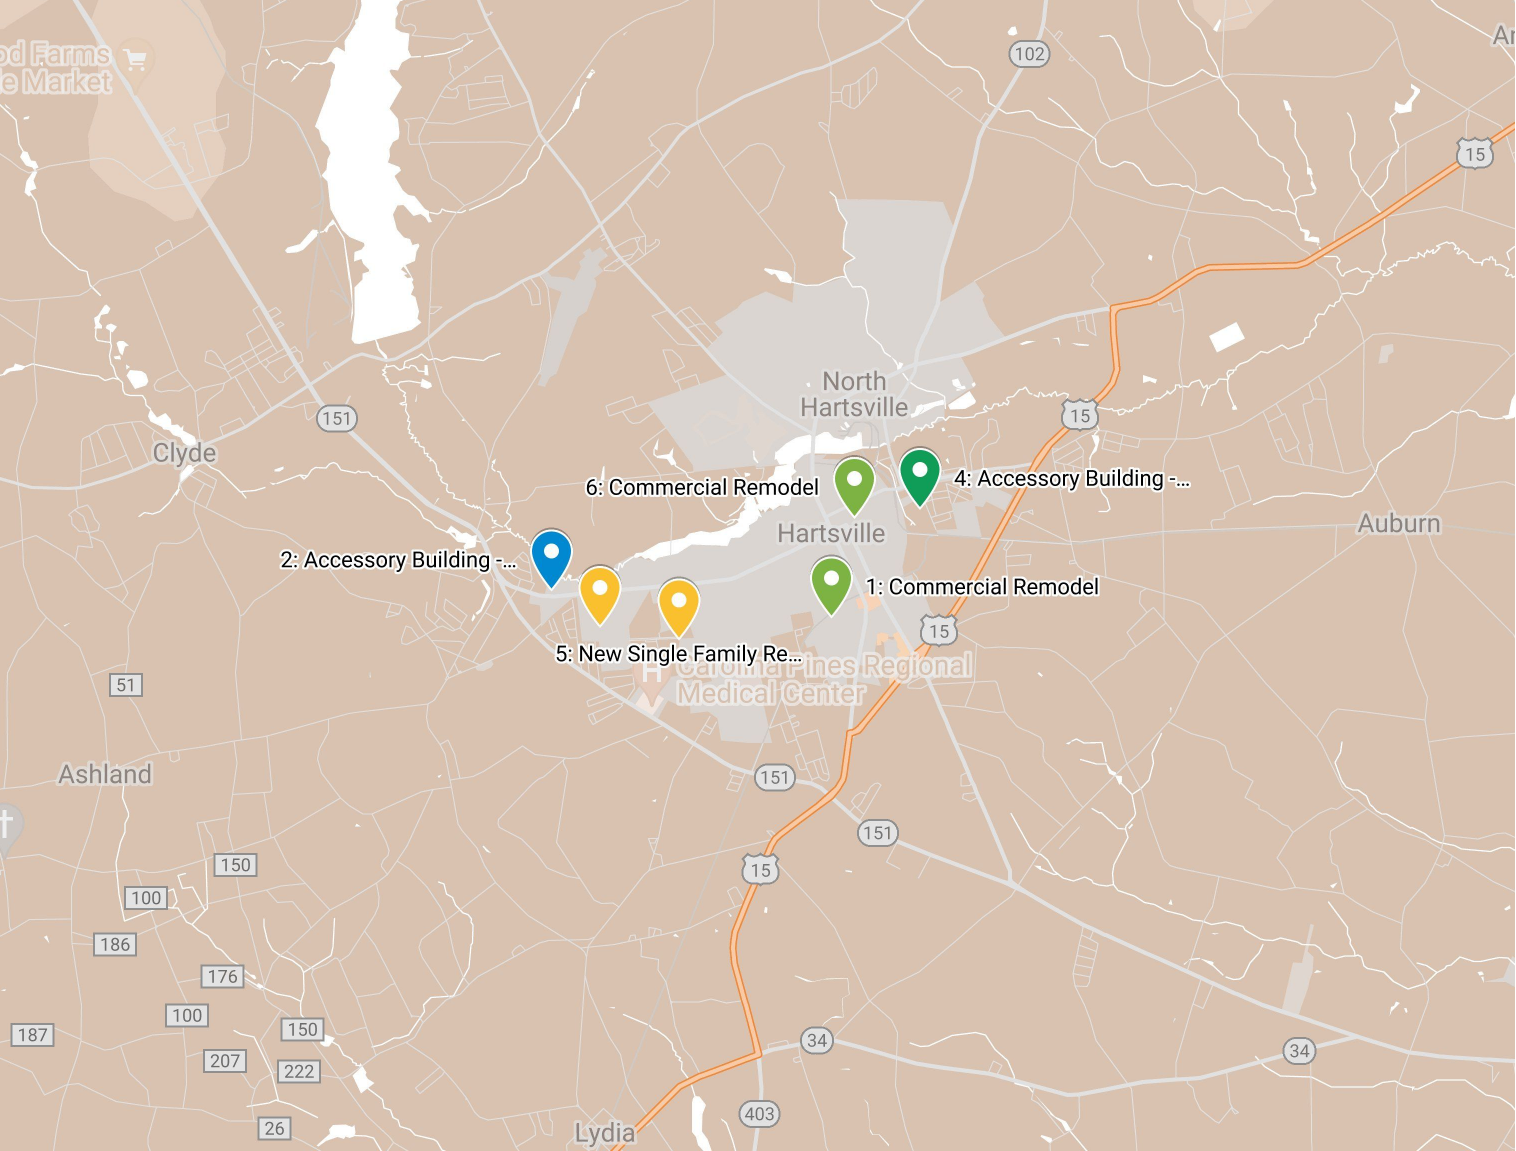 od Farms
e Market
102
Ar
15
North
Hartsville
151
15
Clyde
6: Commercial Remodel
4: Accessory Building -...
Hartsville
Auburn
2: Accessory Building -...
1: Commercial Remodel
15
5: New Single Family Re...
H
Carolina Pines Regional
Medical Center
51
Ashland
151
151
150
15
100
186
176
100
150
187
34
207
34
222
403
26
Lydia